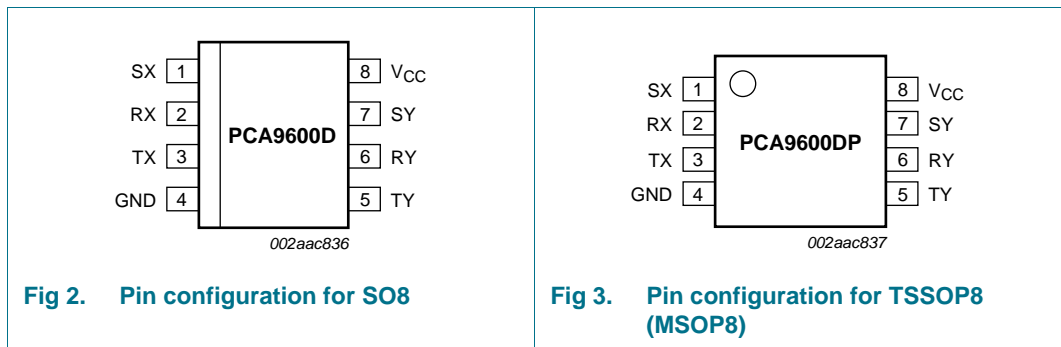 SX 1 8 VCC
RX 2 7 SY
PCA9600D
TX 3 6 RY
GND 4 5 TY
002aac836
Fig 2. Pin configuration for SO8
SX 1 8 VCC
RX 2 7 SY
PCA9600DP
TX 3 6 RY
GND 4 5 TY
002aac837
Fig 3. Pin configuration for TSSOP8
(MSOP8)